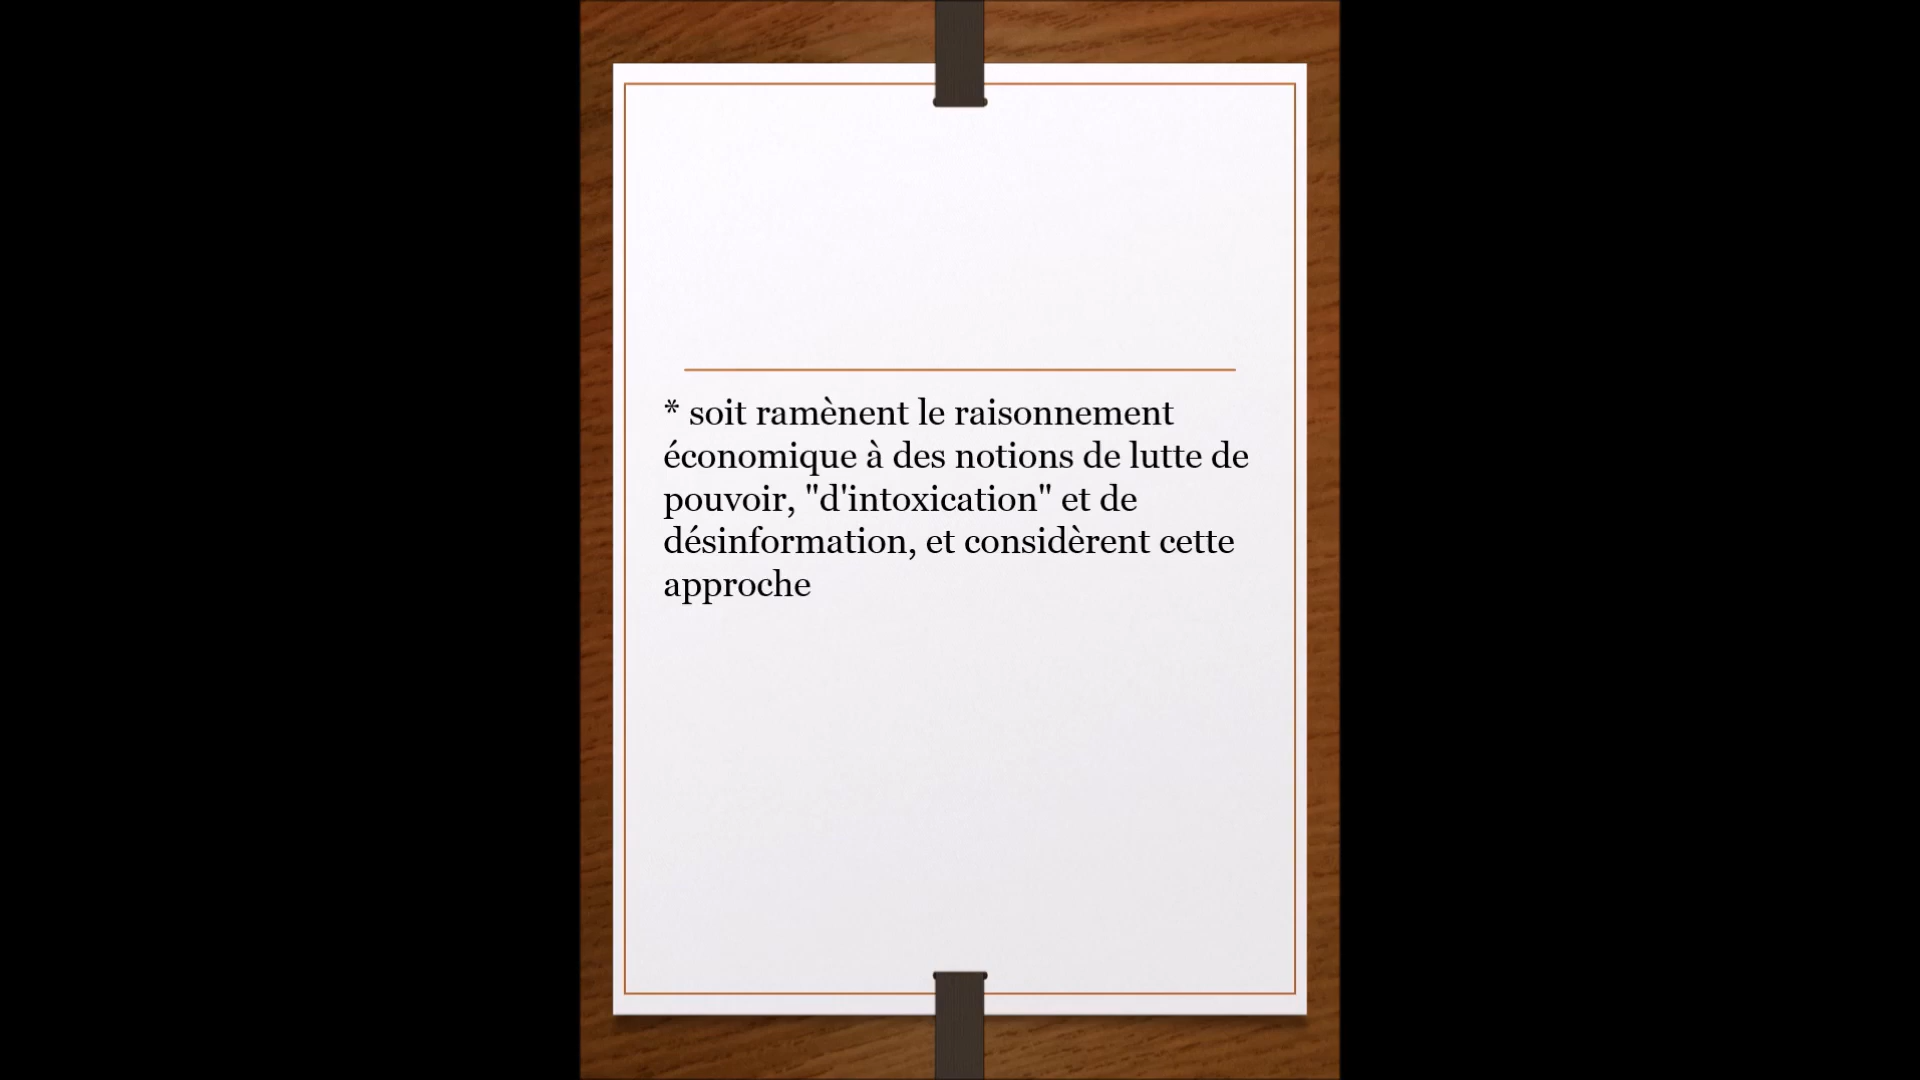 * soit ramènent le raisonnement
économique à des notions de lutte de
pouvoir, "d'intoxication" et de
désinformation, et considèrent cette
approche